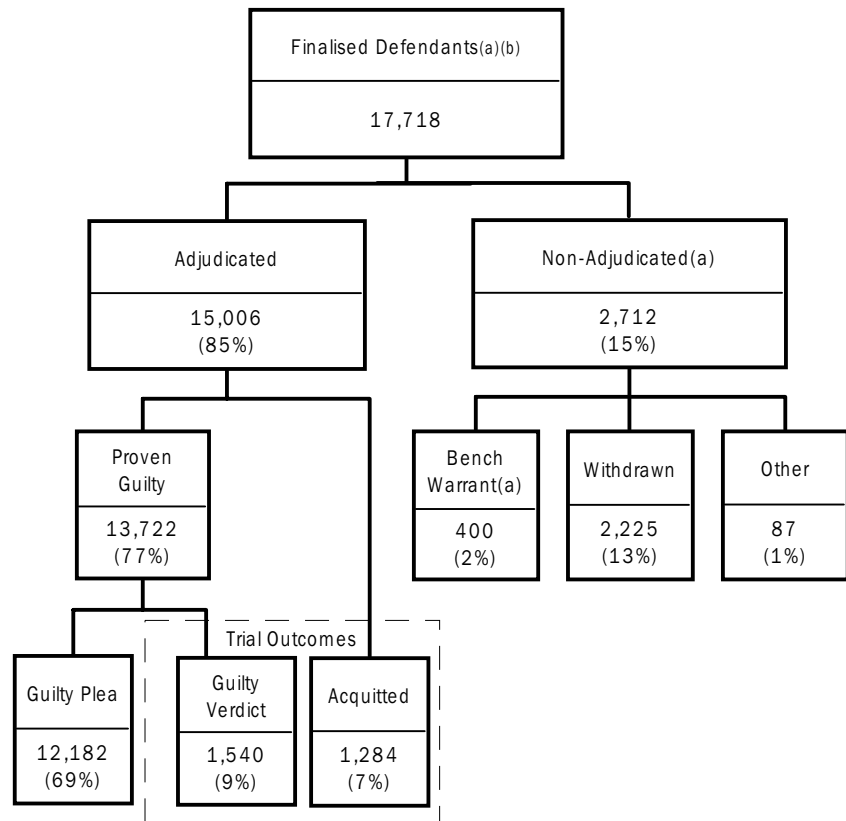 Finalised Defendants(a)(b)
17,718
Adjudicated
15,006
(85%)
Non-Adjudicated(a)
2,712
(15%)
Proven
Guilty
13,722
(77%)
Bench
Warrant(a)
400
(2%)
Withdrawn
2,225
(13%)
Other
87
(1%)
Trial Outcomes
Guilty Plea
12,182
(69%)
Guilty
Verdict
1,540
(9%)
Acquitted
1,284
(7%)